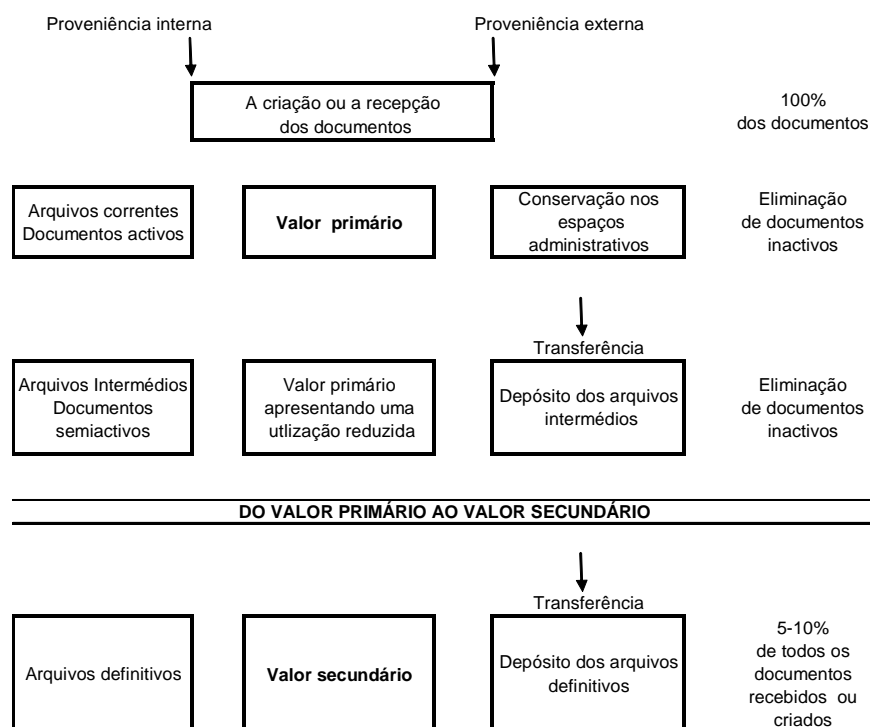 Proveniência interna
Proveniência externa
A criação ou a recepção
dos documentos
100%
dos documentos
Arquivos correntes
Documentos activos
Valor primário
Conservação nos
espaços
administrativos
Eliminação
de documentos
inactivos
Transferência
Arquivos Intermédios
Documentos
semiactivos
Valor primário
apresentando uma
utlização reduzida
Depósito dos arquivos
intermédios
Eliminação
de documentos
inactivos
DO VALOR PRIMÁRIO AO VALOR SECUNDÁRIO
Transferência
Arquivos definitivos
Valor secundário
Depósito dos arquivos
definitivos
5-10%
de todos os
documentos
recebidos ou
criados